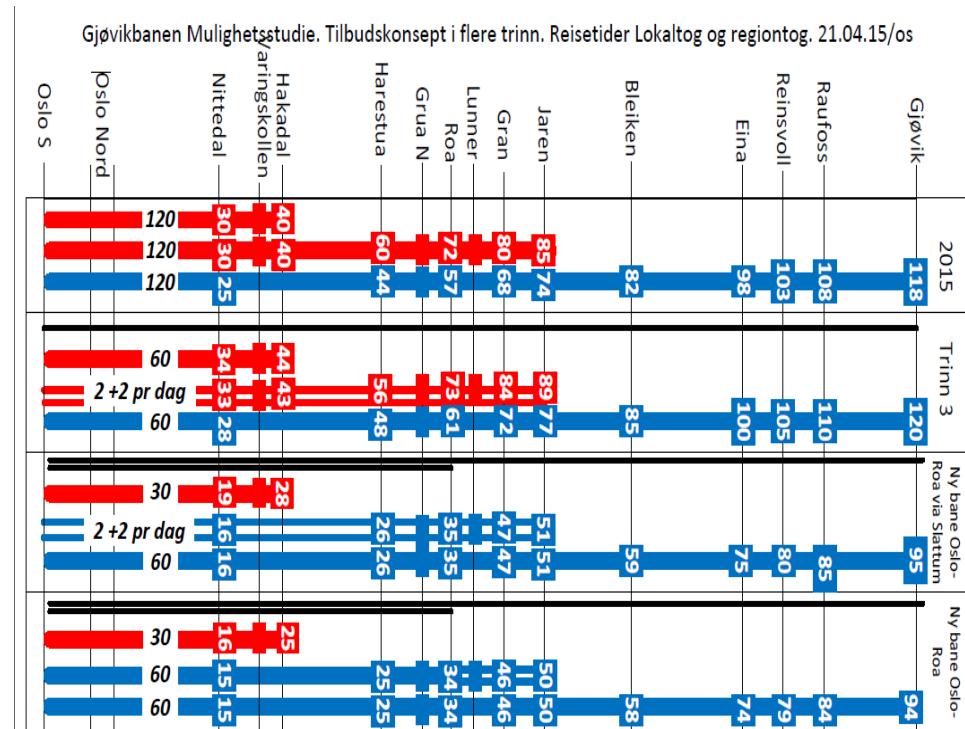 Gjøvikbanen Mulighetsstudie. Tilbudskonsept i flere trinn. Reisetider Lokaltog og regiontog. 21.04.15/os
Oslo S
Oslo Nord
Nittedal
Varingskollen
Hakadal
Harestua
Grua N
Roa
Lunner
Gran
Jaren
Bleiken
Eina
Reinsvoll
Raufoss
Gjøvik
2015
120 30 40
120 30 40 60 72 80 85
120 25 44 57 68 74 82 98 103 108 118
Trinn 3
60 34 44
2 +2 pr dag 33 43 56 73 84 89
60 28 48 61 72 77 85 100 105 110 120
Ny bane Oslo-
Roa via Slattum
30 19 28
2 +2 pr dag 16 26 35 47 51
60 16 26 35 47 51 59 75 80 85 95
Ny bane Oslo-
Roa
30 16 25
60 15 25 34 46 50
60 15 25 34 46 50 58 74 79 84 94